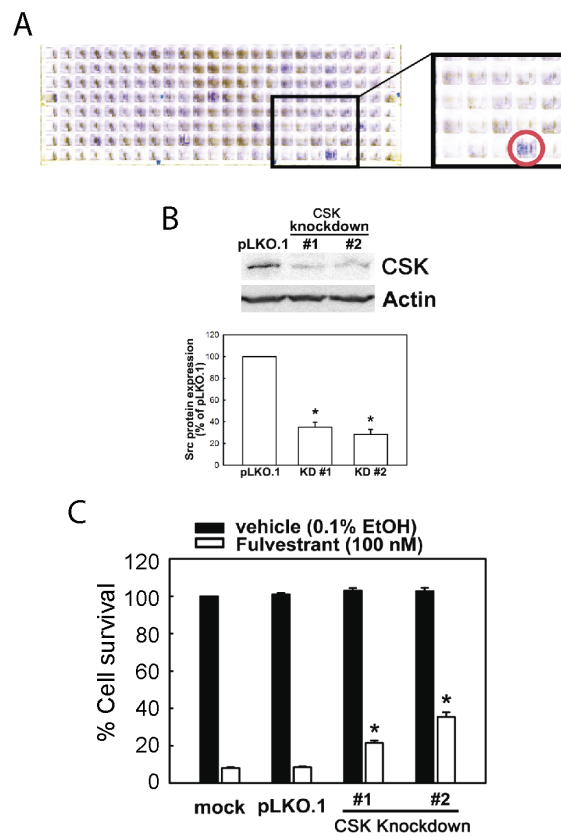 A
B
CSK
knockdown
pLKO.1 #1 #2
CSK
Actin
Src protein expression
(% of pLKO.1)
120
100
80
60
40
20
0
* *
pLKO.1 KD #1 KD #2
C
vehicle (0.1% EtOH)
Fulvestrant (100 nM)
% Cell survival
120
100
80
60
40
20
0
* *
mock pLKO.1 #1 #2
CSK Knockdown